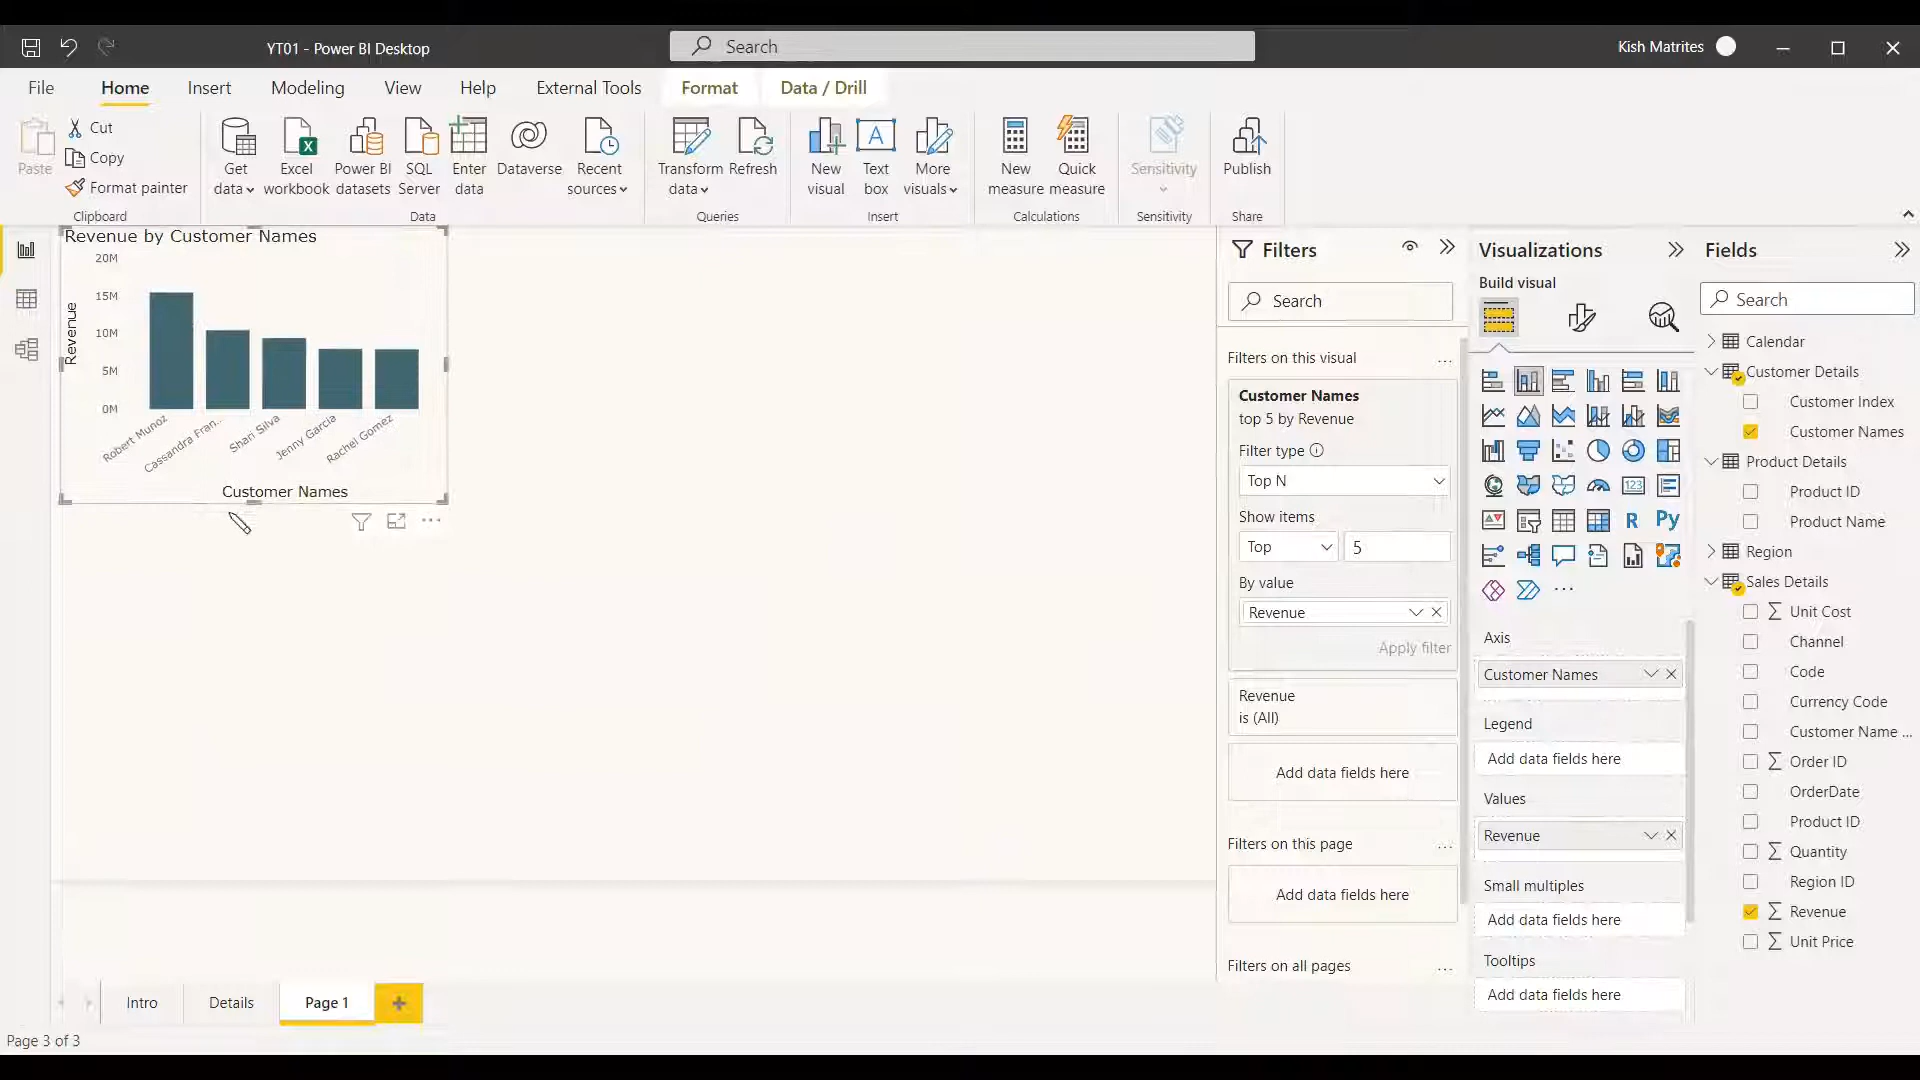 YT01 - Power BI Desktop
Search
Kish Matrites
File
Home
Insert
Modeling
View
Help
External Tools
Format
Data / Drill
Paste
Cut
Copy
Format painter
Clipboard
Get data
Excel workbook
Power BI datasets
SQL Server
Enter data
Dataverse
Recent sources
Data
Transform data
Refresh
Queries
New visual
Text box
More visuals
Insert
New measure
Quick measure
Calculations
Sensitivity
Sensitivity
Publish
Share
Revenue by Customer Names
20M
15M
10M
5M
0M
Revenue
Robert Munoz
Cassandra Fran...
Shari Silva
Jenny Garcia
Rachel Gomez
Customer Names
Filters
Search
Filters on this visual
...
Customer Names
top 5 by Revenue
Filter type
Top N
Show items
Top
5
By value
Revenue
Apply filter
Revenue
is (All)
Add data fields here
Filters on this page
...
Add data fields here
Filters on all pages
...
Visualizations
Build visual
123
R
Py
...
Axis
Customer Names
Legend
Add data fields here
Values
Revenue
Small multiples
Add data fields here
Tooltips
Add data fields here
Fields
Search
Calendar
Customer Details
Customer Index
Customer Names
Product Details
Product ID
Product Name
Region
Sales Details
Σ Unit Cost
Channel
Code
Currency Code
Customer Name ...
Σ Order ID
OrderDate
Product ID
Σ Quantity
Region ID
Σ Revenue
Σ Unit Price
Intro
Details
Page 1
+
Page 3 of 3